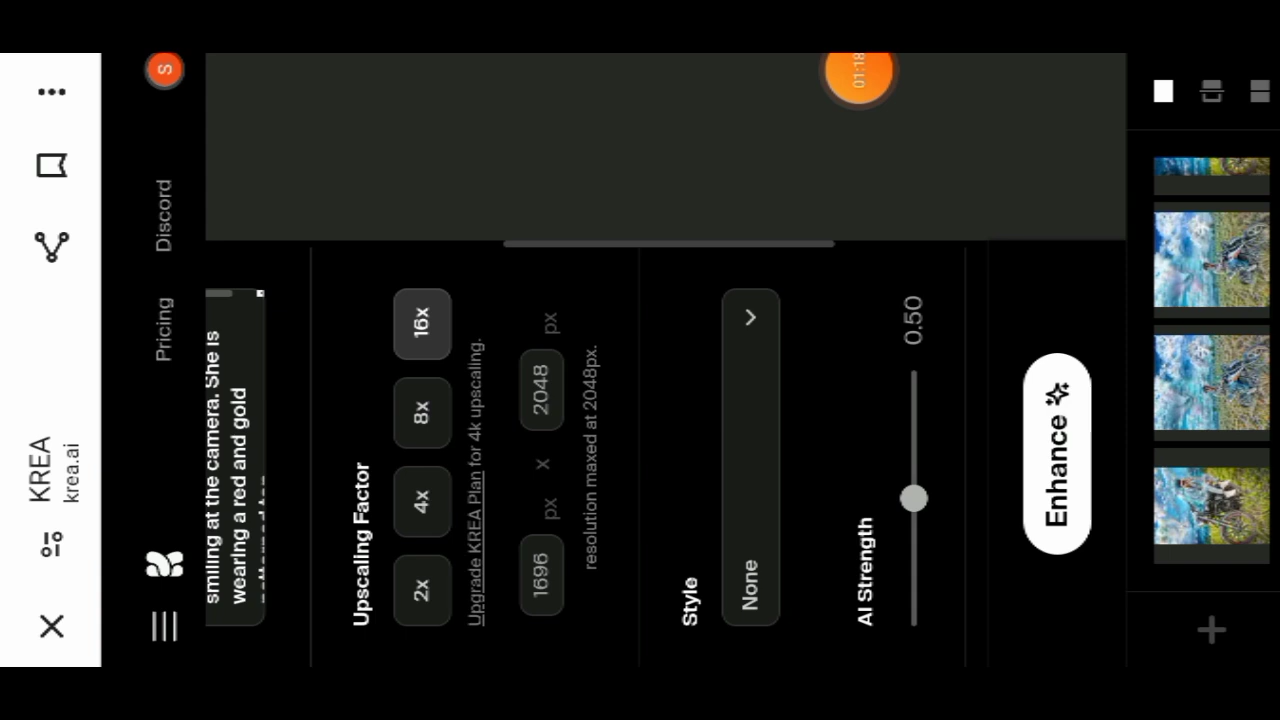 KREA
krea.ai
S
Pricing
Discord
01:18
smiling at the camera. She is
wearing a red and gold
Upscaling Factor
2x
4x
8x
16x
Upgrade KREA Plan for 4k upscaling.
1696 px x 2048 px
resolution maxed at 2048px.
Style
None
AI Strength
0.50
Enhance